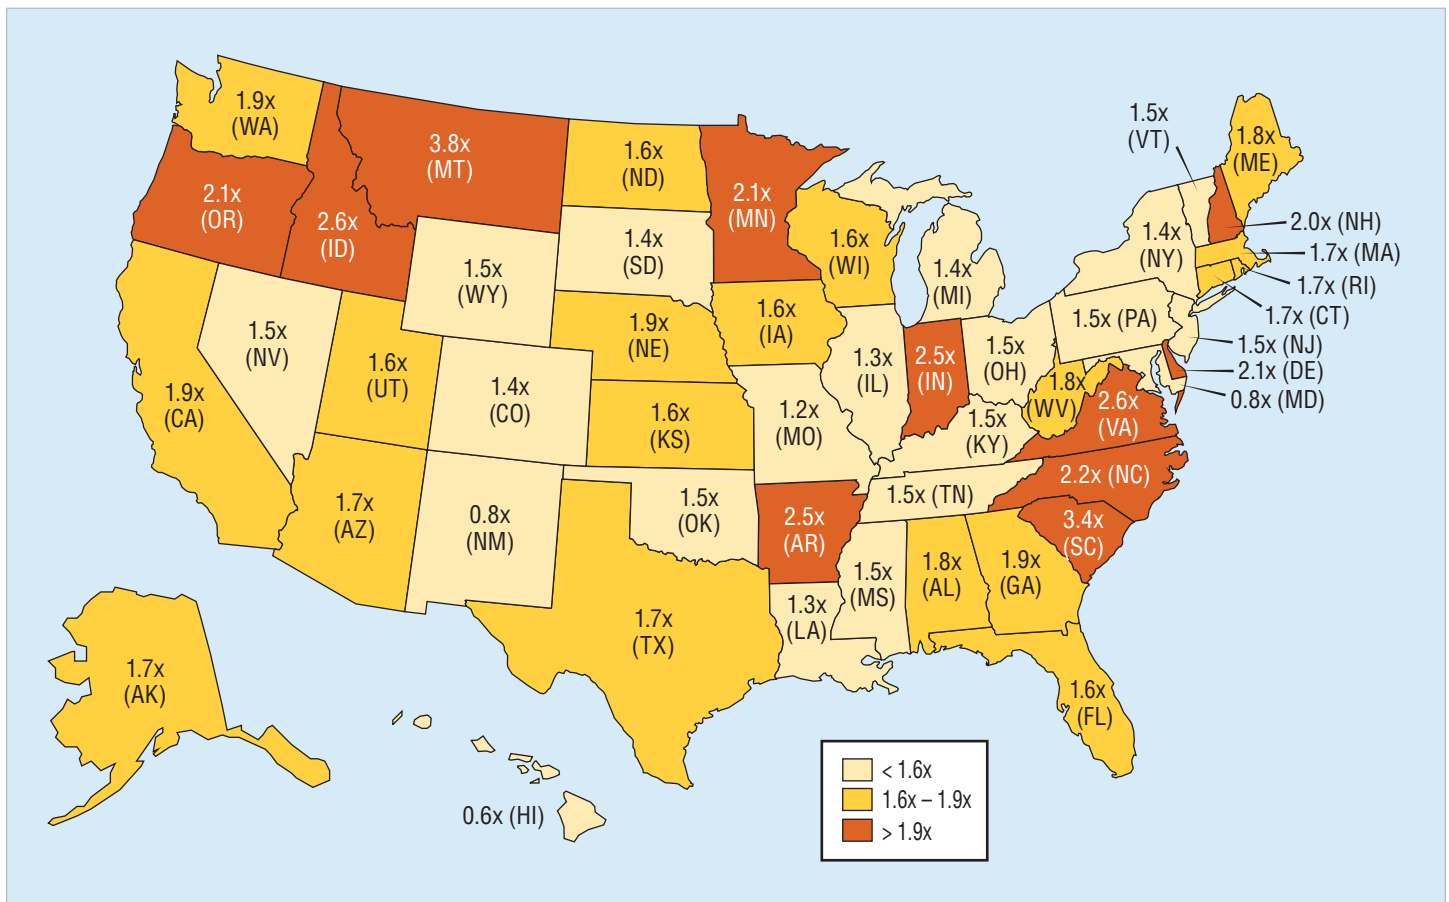 1.9x
(WA)
2.1x
(OR)
2.6x
(ID)
3.8x
(MT)
1.6x
(ND)
2.1x
(MN)
1.4x
(SD)
1.5x
(WY)
1.6x
(WI)
1.4x
(MI)
1.5x
(VT)
1.8x
(ME)
1.4x
(NY)
2.0x (NH)
1.7x (MA)
1.7x (RI)
1.7x (CT)
1.5x (NJ)
2.1x (DE)
0.8x (MD)
1.5x (PA)
1.5x
(NV)
1.6x
(UT)
1.9x
(CA)
1.4x
(CO)
1.9x
(NE)
1.6x
(IA)
1.3x
(IL)
2.5x
(IN)
1.5x
(OH)
1.8x
(WV)
2.6x
(VA)
1.6x
(KS)
1.2x
(MO)
1.5x
(KY)
2.2x (NC)
1.5x (TN)
3.4x
(SC)
1.7x
(AZ)
0.8x
(NM)
1.5x
(OK)
2.5x
(AR)
1.5x
(MS)
1.8x
(AL)
1.9x
(GA)
1.3x
(LA)
1.7x
(TX)
1.6x
(FL)
1.7x
(AK)
0.6x (HI)
< 1.6x
1.6x – 1.9x
> 1.9x